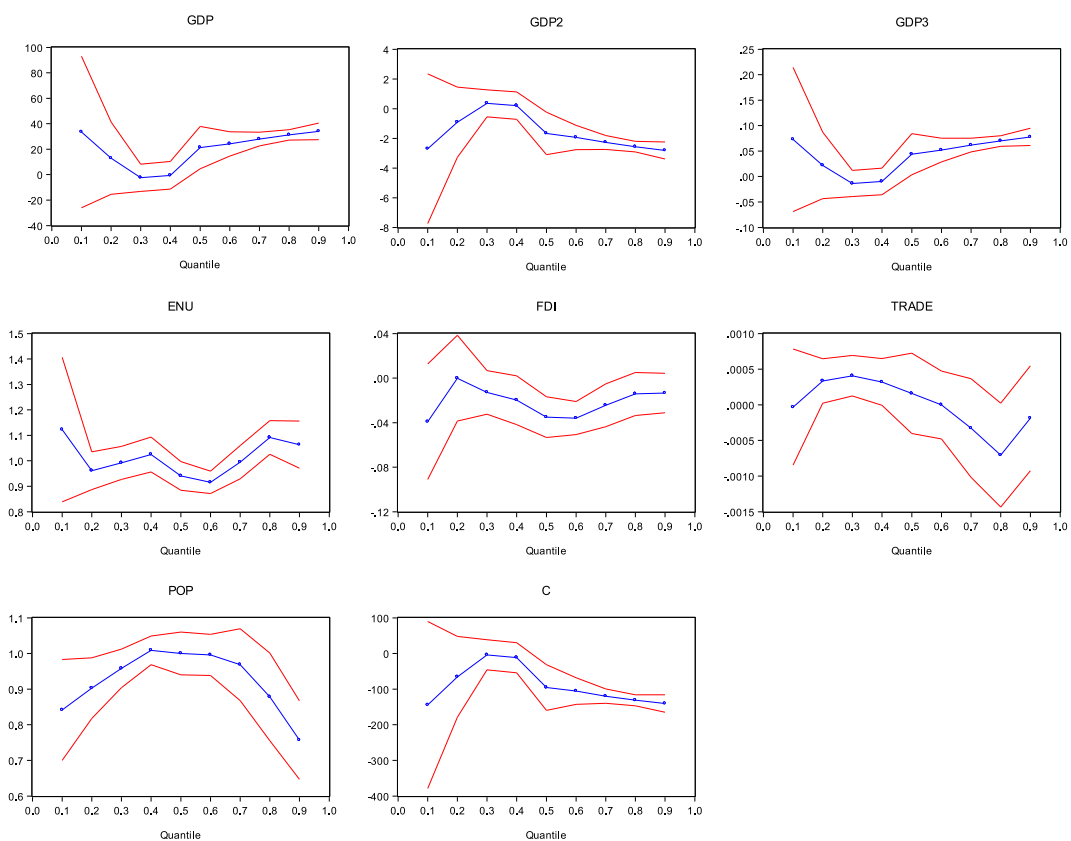 GDP
100
80
60
40
20
0
-20
-40
0.0 0.1 0.2 0.3 0.4 0.5 0.6 0.7 0.8 0.9 1.0
Quantile
GDP2
4
2
0
-2
-4
-6
-8
0.0 0.1 0.2 0.3 0.4 0.5 0.6 0.7 0.8 0.9 1.0
Quantile
GDP3
.25
.20
.15
.10
.05
.00
-.05
-.10
0.0 0.1 0.2 0.3 0.4 0.5 0.6 0.7 0.8 0.9 1.0
Quantile
ENU
1.5
1.4
1.3
1.2
1.1
1.0
0.9
0.8
0.0 0.1 0.2 0.3 0.4 0.5 0.6 0.7 0.8 0.9 1.0
Quantile
FDI
.04
.00
-.04
-.08
-.12
0.0 0.1 0.2 0.3 0.4 0.5 0.6 0.7 0.8 0.9 1.0
Quantile
TRADE
.0010
.0005
.0000
-.0005
-.0010
-.0015
0.0 0.1 0.2 0.3 0.4 0.5 0.6 0.7 0.8 0.9 1.0
Quantile
POP
1.1
1.0
0.9
0.8
0.7
0.6
0.0 0.1 0.2 0.3 0.4 0.5 0.6 0.7 0.8 0.9 1.0
Quantile
C
100
0
-100
-200
-300
-400
0.0 0.1 0.2 0.3 0.4 0.5 0.6 0.7 0.8 0.9 1.0
Quantile